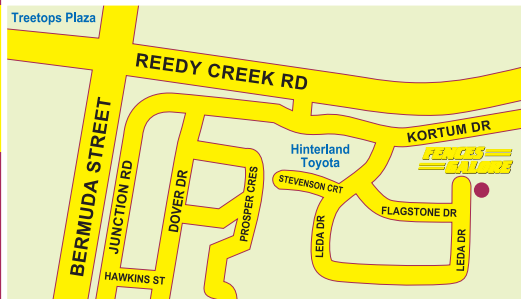 Treetops Plaza
REEDY CREEK RD
KORTUM DR
BERMUDA STREET
JUNCTION RD
DOVER DR
PROSPER CRES
HAWKINS ST
Hinterland
Toyota
STEVENSON CRT
FENCES
GALORE
FLAGSTONE DR
LEDA DR
LEDA DR